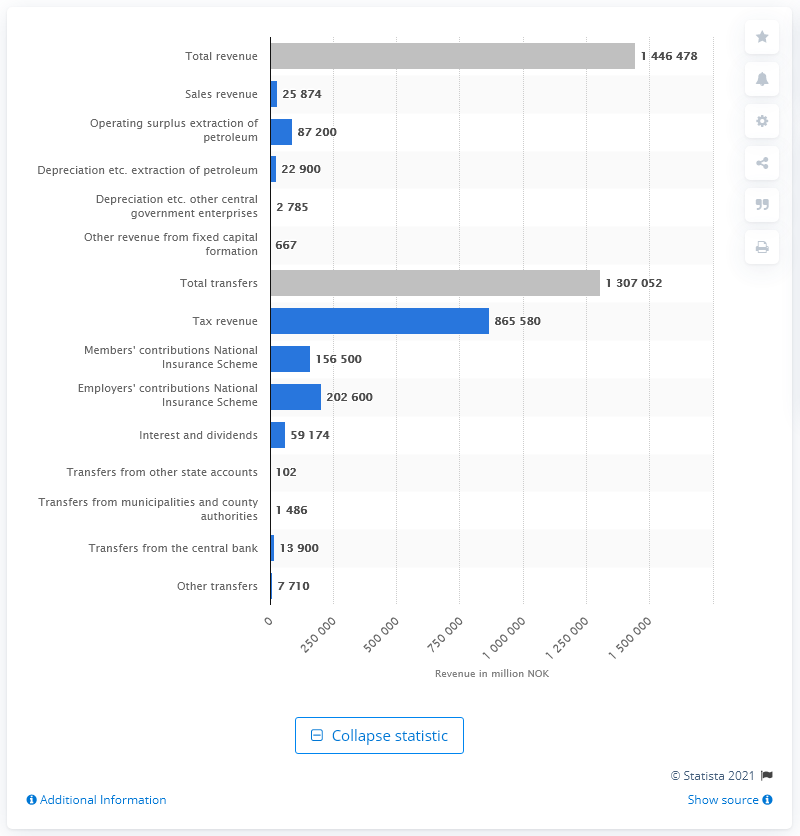 Total revenue 1 446 478
Sales revenue 25 874
Operating surplus extraction of
petroleum 87 200
Depreciation etc. extraction of petroleum 22 900
Depreciation etc. other central
government enterprises 2 785
Other revenue from fixed capital
formation 667
Total transfers 1 307 052
Tax revenue 865 580
Members' contributions National
Insurance Scheme 156 500
Employers' contributions National
Insurance Scheme 202 600
Interest and dividends 59 174
Transfers from other state accounts 102
Transfers from municipalities and county
authorities 1 486
Transfers from the central bank 13 900
Other transfers 7 710
0 250 000 500 000 750 000 1 000 000 1 250 000 1 500 000
Revenue in million NOK
Collapse statistic
© Statista 2021
Additional Information
Show source